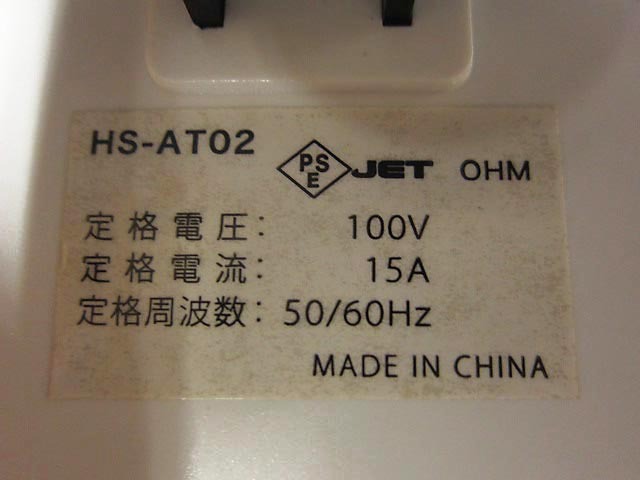 HS-AT02 PSE JET OHM
定格電圧: 100V
定格電流: 15A
定格周波数: 50/60Hz
MADE IN CHINA